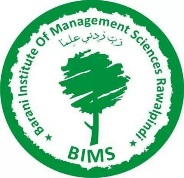 Barani Institute Of Management Sciences Rawalpindi
رَبِّ زِدْنِي عِلْمًا
BIMS